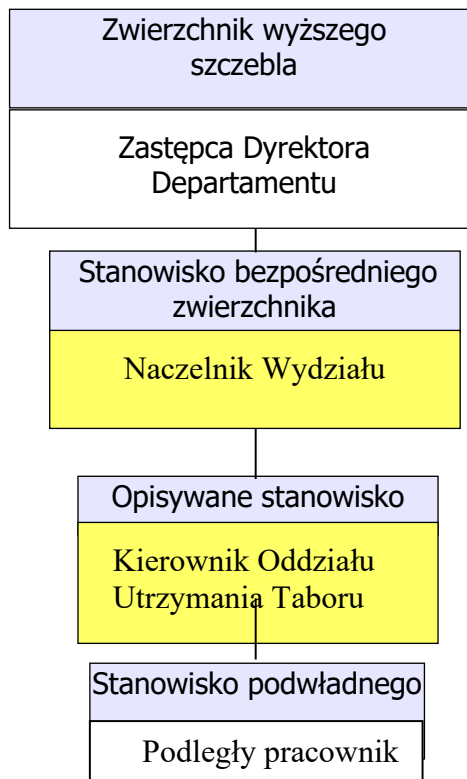 Zwierzchnik wyższego
szczebla
Zastępca Dyrektora
Departamentu
Stanowisko bezpośredniego
zwierzchnika
Naczelnik Wydziału
Opisywane stanowisko
Kierownik Oddziału
Utrzymania Taboru
Stanowisko podwładnego
Podległy pracownik